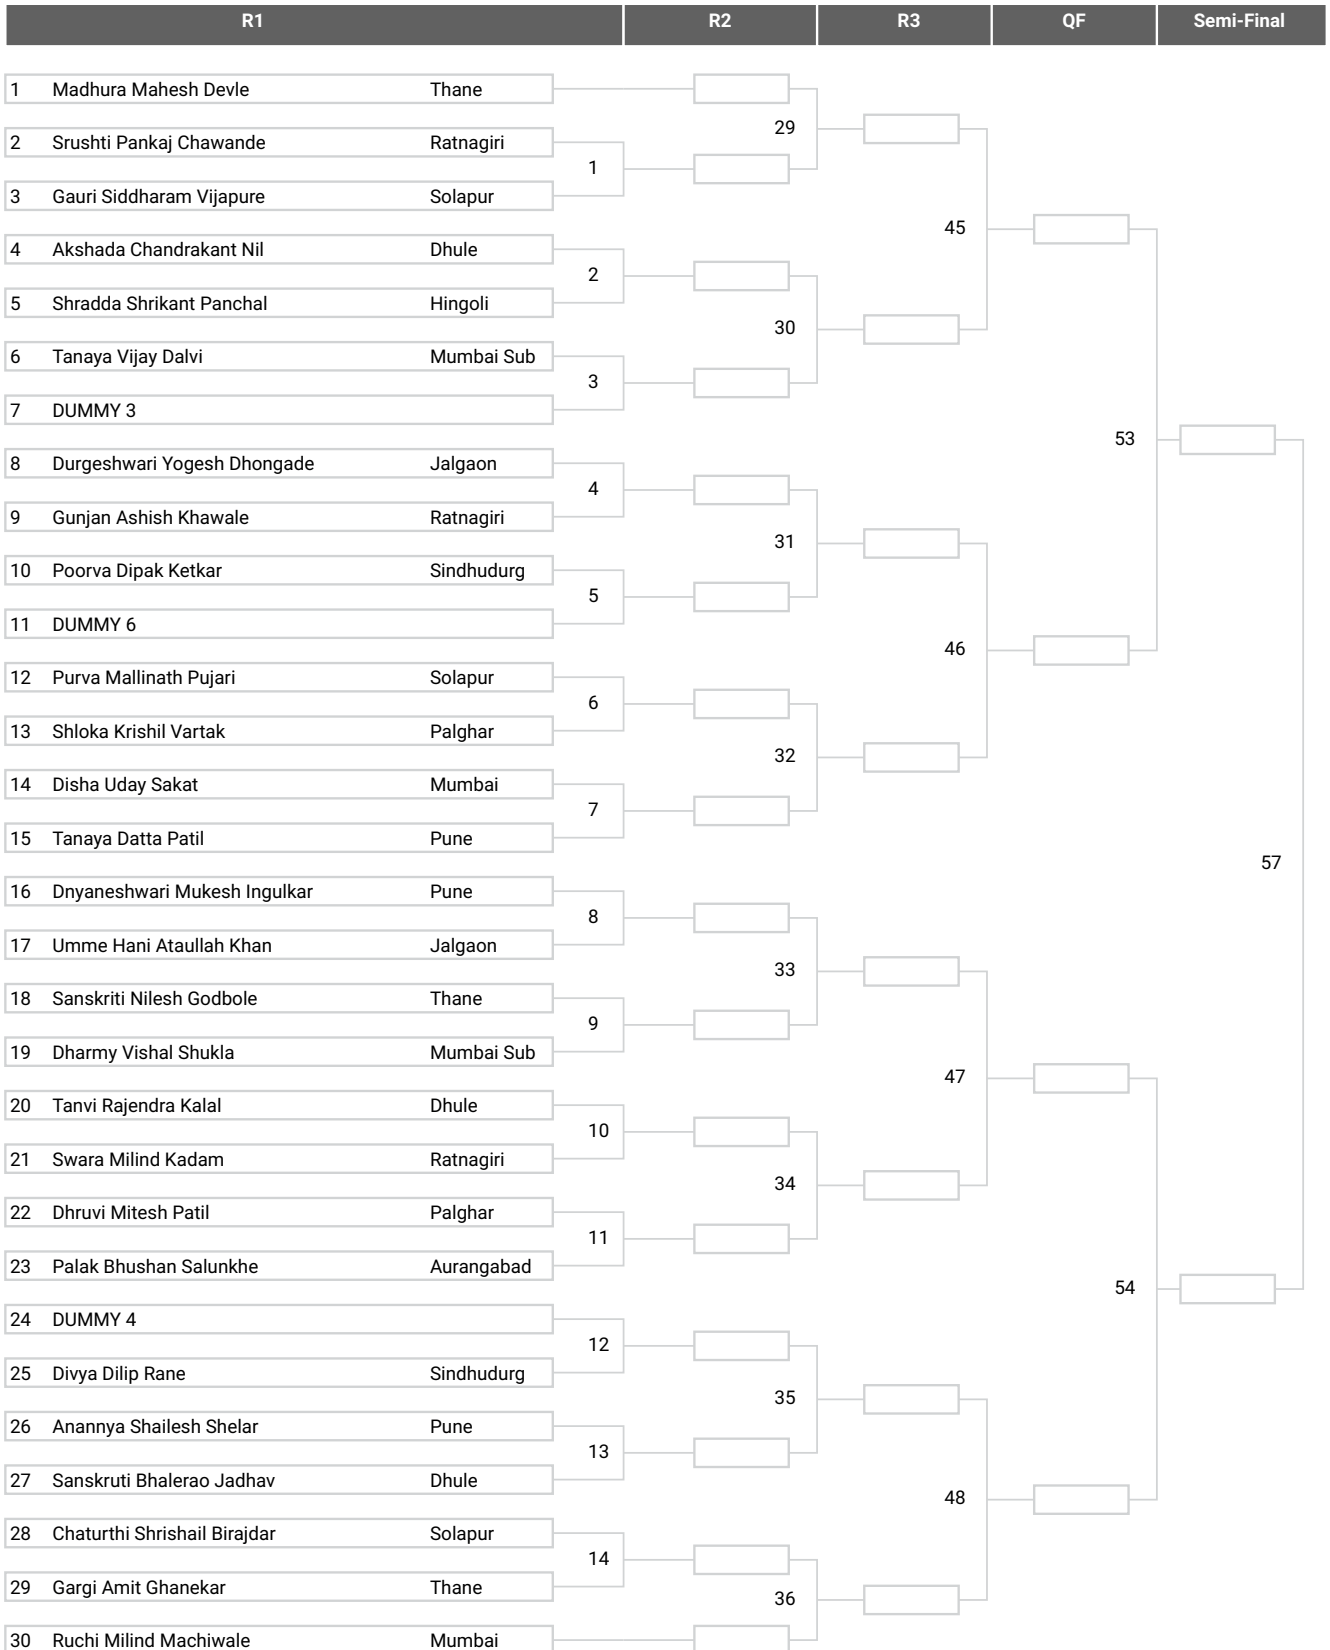 R1 R2 R3 QF Semi-Final
1 Madhura Mahesh Devle Thane
29
2 Srushti Pankaj Chawande Ratnagiri
1
3 Gauri Siddharam Vijapure Solapur
45
4 Akshada Chandrakant Nil Dhule
2
5 Shradda Shrikant Panchal Hingoli
30
6 Tanaya Vijay Dalvi Mumbai Sub
3
7 DUMMY 3
53
8 Durgeshwari Yogesh Dhongade Jalgaon
4
9 Gunjan Ashish Khawale Ratnagiri
31
10 Poorva Dipak Ketkar Sindhudurg
5
11 DUMMY 6
46
12 Purva Mallinath Pujari Solapur
6
13 Shloka Krishil Vartak Palghar
32
14 Disha Uday Sakat Mumbai
7
15 Tanaya Datta Patil Pune
57
16 Dnyaneshwari Mukesh Ingulkar Pune
8
17 Umme Hani Ataullah Khan Jalgaon
33
18 Sanskriti Nilesh Godbole Thane
9
19 Dharmy Vishal Shukla Mumbai Sub
47
20 Tanvi Rajendra Kalal Dhule
10
21 Swara Milind Kadam Ratnagiri
34
22 Dhruvi Mitesh Patil Palghar
11
23 Palak Bhushan Salunkhe Aurangabad
54
24 DUMMY 4
12
25 Divya Dilip Rane Sindhudurg
35
26 Anannya Shailesh Shelar Pune
13
27 Sanskruti Bhalerao Jadhav Dhule
48
28 Chaturthi Shrishail Birajdar Solapur
14
29 Gargi Amit Ghanekar Thane
36
30 Ruchi Milind Machiwale Mumbai